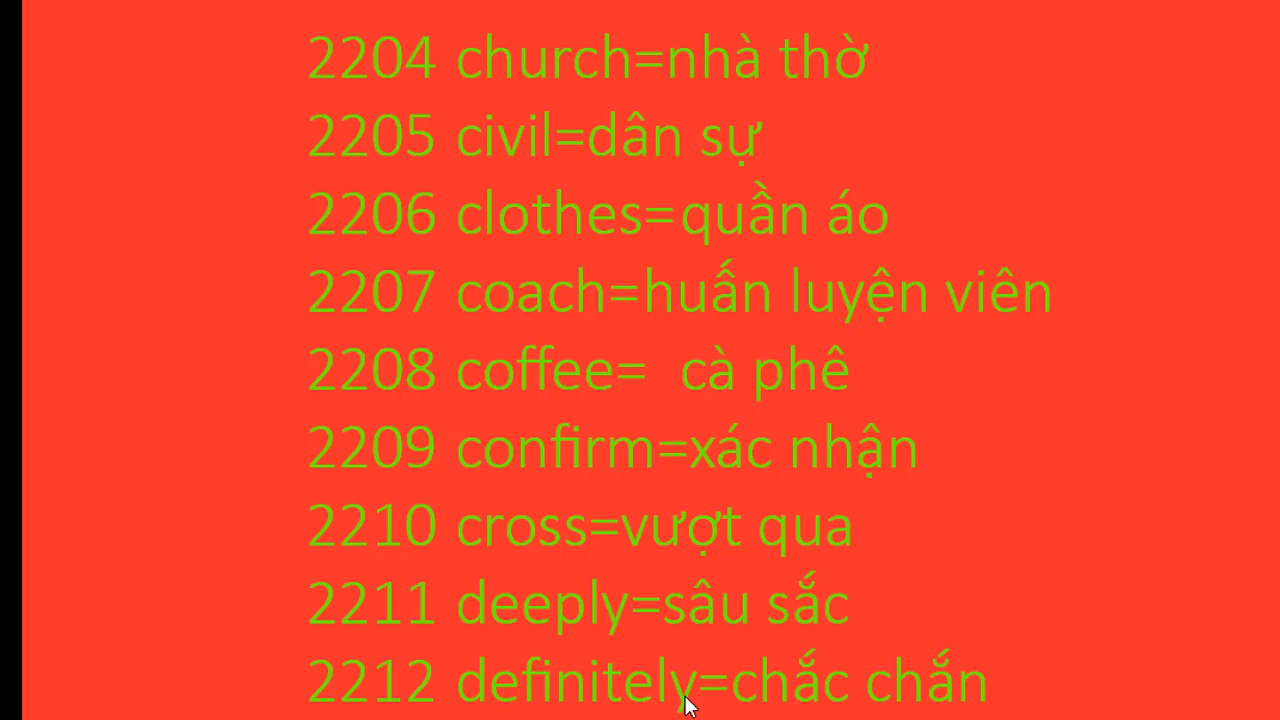 2204 church=nhà thờ
2205 civil=dân sự
2206 clothes=quần áo
2207 coach=huấn luyện viên
2208 coffee= cà phê
2209 confirm=xác nhận
2210 cross=vượt qua
2211 deeply=sâu sắc
2212 definitely=chắc chắn